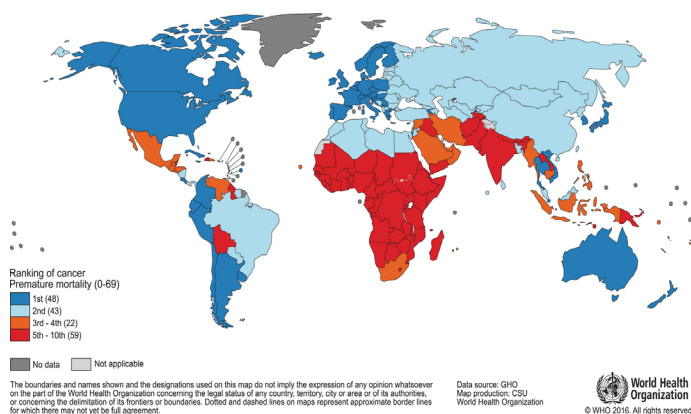 Ranking of cancer
Premature mortality (0-69)
1st (48)
2nd (43)
3rd - 4th (22)
5th - 10th (59)
No data
Not applicable
The boundaries and names shown and the designations used on this map do not imply the expression of any opinion whatsoever
on the part of the World Health Organization concerning the legal status of any country, territory, city or area or of its authorities,
or concerning the delimitation of its frontiers or boundaries. Dotted and dashed lines on maps represent approximate border lines
for which there may not yet be full agreement.
Data source: GHO
Map production: CSU
World Health Organization
World Health
Organization
© WHO 2016. All rights reserve